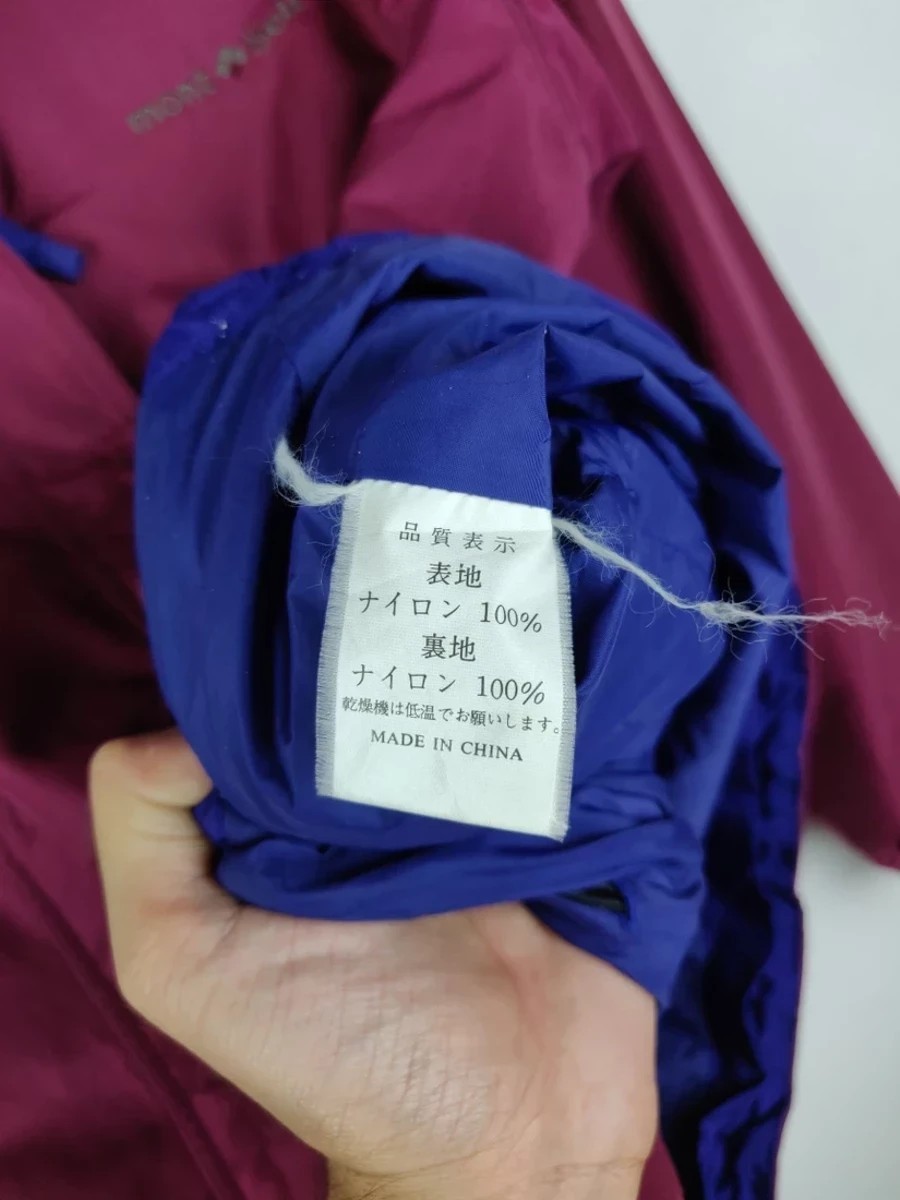 mont
品質表示
表地
ナイロン 100%
裏地
ナイロン 100%
乾燥機は低温でお願いします。
MADE IN CHINA